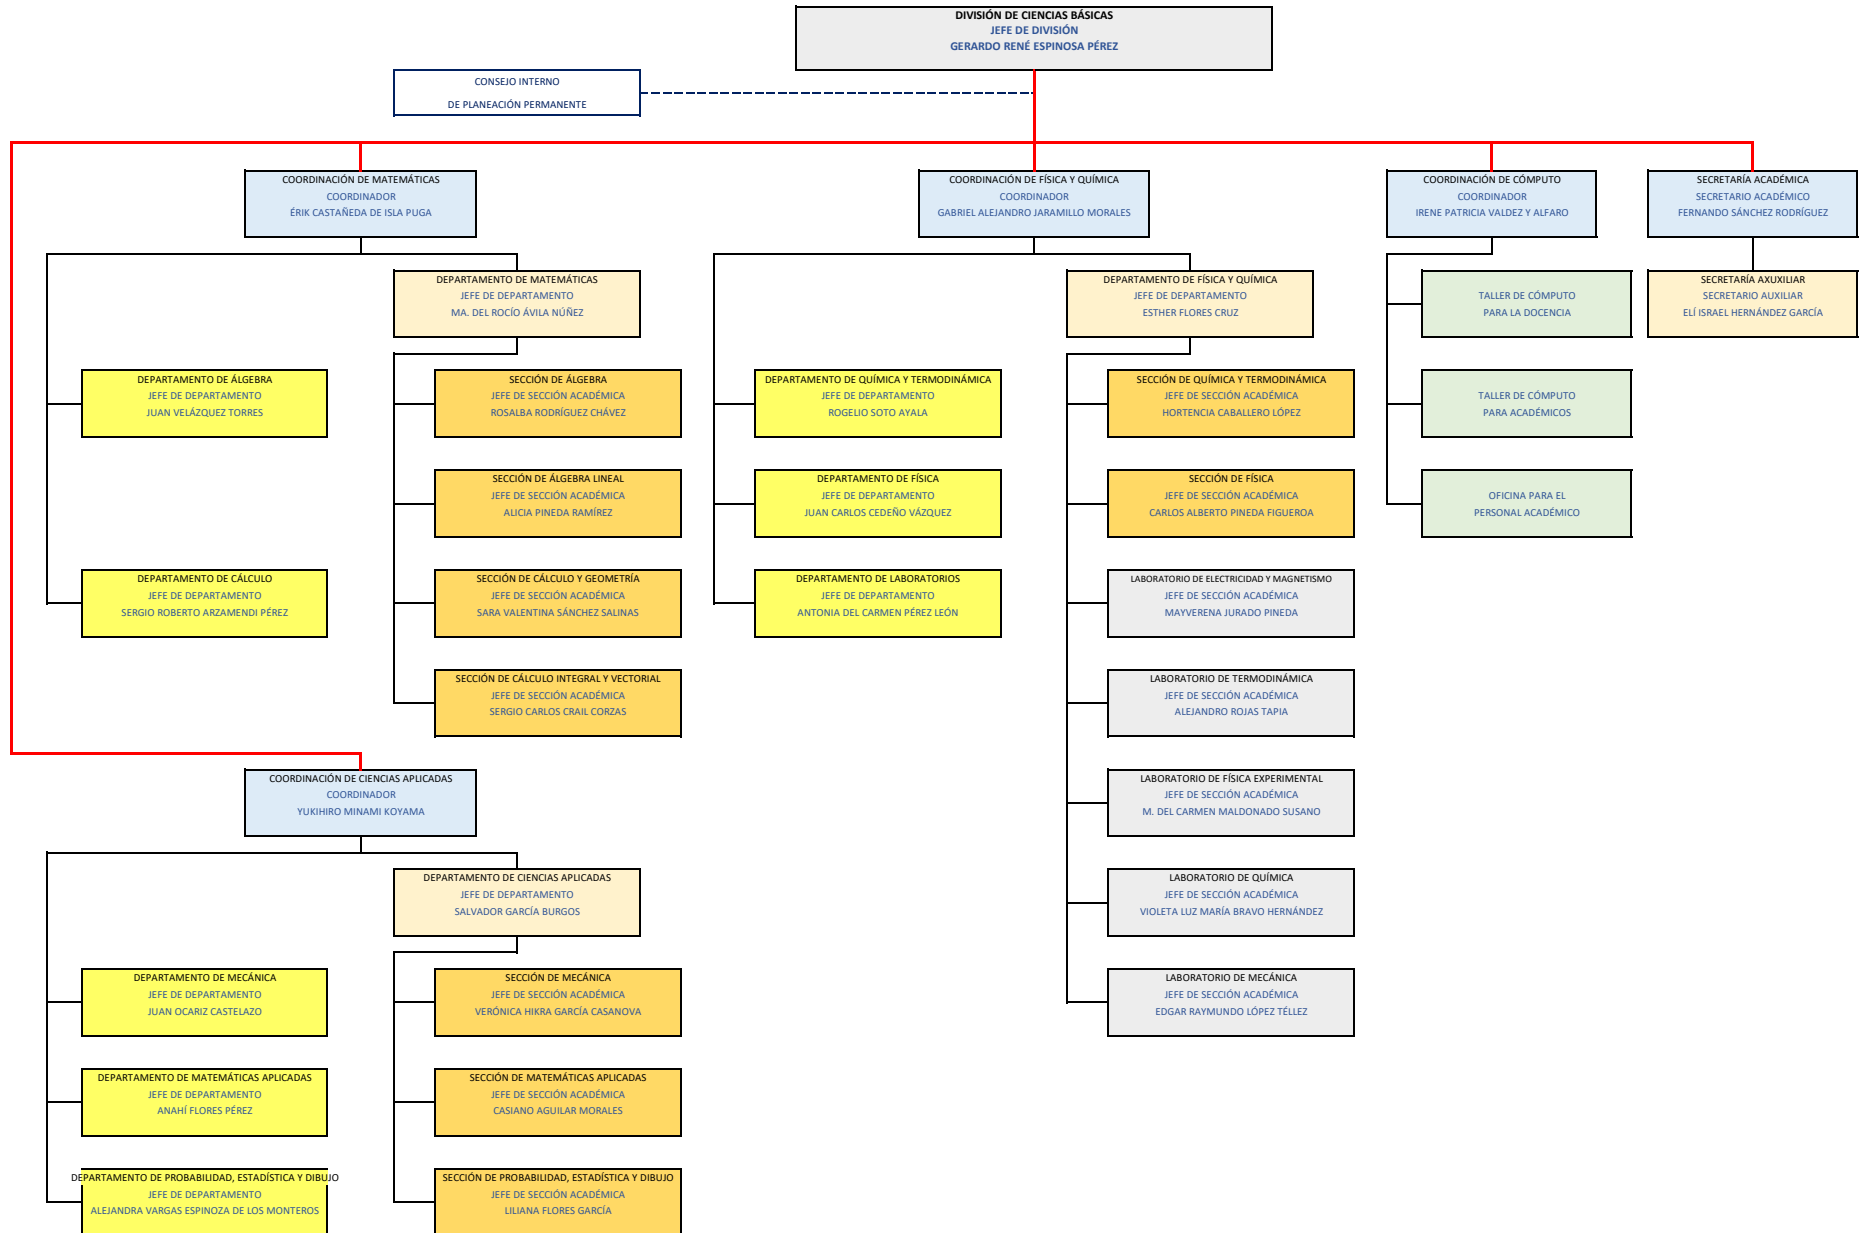 DIVISIÓN DE CIENCIAS BÁSICAS
JEFE DE DIVISIÓN
GERARDO RENÉ ESPINOSA PÉREZ
CONSEJO INTERNO
DE PLANEACIÓN PERMANENTE
COORDINACIÓN DE MATEMÁTICAS
COORDINADOR
ÉRIK CASTAÑEDA DE ISLA PUGA
COORDINACIÓN DE FÍSICA Y QUÍMICA
COORDINADOR
GABRIEL ALEJANDRO JARAMILLO MORALES
COORDINACIÓN DE CÓMPUTO
COORDINADOR
IRENE PATRICIA VALDEZ Y ALFARO
SECRETARÍA ACADÉMICA
SECRETARIO ACADÉMICO
FERNANDO SÁNCHEZ RODRÍGUEZ
DEPARTAMENTO DE MATEMÁTICAS
JEFE DE DEPARTAMENTO
MA. DEL ROCÍO ÁVILA NÚÑEZ
DEPARTAMENTO DE FÍSICA Y QUÍMICA
JEFE DE DEPARTAMENTO
ESTHER FLORES CRUZ
TALLER DE CÓMPUTO
PARA LA DOCENCIA
SECRETARÍA AXUXILIAR
SECRETARIO AUXILIAR
ELÍ ISRAEL HERNÁNDEZ GARCÍA
DEPARTAMENTO DE ÁLGEBRA
JEFE DE DEPARTAMENTO
JUAN VELÁZQUEZ TORRES
SECCIÓN DE ÁLGEBRA
JEFE DE SECCIÓN ACADÉMICA
ROSALBA RODRÍGUEZ CHÁVEZ
DEPARTAMENTO DE QUÍMICA Y TERMODINÁMICA
JEFE DE DEPARTAMENTO
ROGELIO SOTO AYALA
SECCIÓN DE QUÍMICA Y TERMODINÁMICA
JEFE DE SECCIÓN ACADÉMICA
HORTENCIA CABALLERO LÓPEZ
TALLER DE CÓMPUTO
PARA ACADÉMICOS
SECCIÓN DE ÁLGEBRA LINEAL
JEFE DE SECCIÓN ACADÉMICA
ALICIA PINEDA RAMÍREZ
DEPARTAMENTO DE FÍSICA
JEFE DE DEPARTAMENTO
JUAN CARLOS CEDEÑO VÁZQUEZ
SECCIÓN DE FÍSICA
JEFE DE SECCIÓN ACADÉMICA
CARLOS ALBERTO PINEDA FIGUEROA
OFICINA PARA EL
PERSONAL ACADÉMICO
DEPARTAMENTO DE CÁLCULO
JEFE DE DEPARTAMENTO
SERGIO ROBERTO ARZAMENDI PÉREZ
SECCIÓN DE CÁLCULO Y GEOMETRÍA
JEFE DE SECCIÓN ACADÉMICA
SARA VALENTINA SÁNCHEZ SALINAS
DEPARTAMENTO DE LABORATORIOS
JEFE DE DEPARTAMENTO
ANTONIA DEL CARMEN PÉREZ LEÓN
LABORATORIO DE ELECTRICIDAD Y MAGNETISMO
JEFE DE SECCIÓN ACADÉMICA
MAYVERENA JURADO PINEDA
SECCIÓN DE CÁLCULO INTEGRAL Y VECTORIAL
JEFE DE SECCIÓN ACADÉMICA
SERGIO CARLOS CRAIL CORZAS
LABORATORIO DE TERMODINÁMICA
JEFE DE SECCIÓN ACADÉMICA
ALEJANDRO ROJAS TAPIA
COORDINACIÓN DE CIENCIAS APLICADAS
COORDINADOR
YUKIHIRO MINAMI KOYAMA
LABORATORIO DE FÍSICA EXPERIMENTAL
JEFE DE SECCIÓN ACADÉMICA
M. DEL CARMEN MALDONADO SUSANO
DEPARTAMENTO DE CIENCIAS APLICADAS
JEFE DE DEPARTAMENTO
SALVADOR GARCÍA BURGOS
LABORATORIO DE QUÍMICA
JEFE DE SECCIÓN ACADÉMICA
VIOLETA LUZ MARÍA BRAVO HERNÁNDEZ
DEPARTAMENTO DE MECÁNICA
JEFE DE DEPARTAMENTO
JUAN OCARIZ CASTELAZO
SECCIÓN DE MECÁNICA
JEFE DE SECCIÓN ACADÉMICA
VERÓNICA HIKRA GARCÍA CASANOVA
LABORATORIO DE MECÁNICA
JEFE DE SECCIÓN ACADÉMICA
EDGAR RAYMUNDO LÓPEZ TÉLLEZ
DEPARTAMENTO DE MATEMÁTICAS APLICADAS
JEFE DE DEPARTAMENTO
ANAHÍ FLORES PÉREZ
SECCIÓN DE MATEMÁTICAS APLICADAS
JEFE DE SECCIÓN ACADÉMICA
CASIANO AGUILAR MORALES
DEPARTAMENTO DE PROBABILIDAD, ESTADÍSTICA Y DIBUJO
JEFE DE DEPARTAMENTO
ALEJANDRA VARGAS ESPINOZA DE LOS MONTEROS
SECCIÓN DE PROBABILIDAD, ESTADÍSTICA Y DIBUJO
JEFE DE SECCIÓN ACADÉMICA
LILIANA FLORES GARCÍA